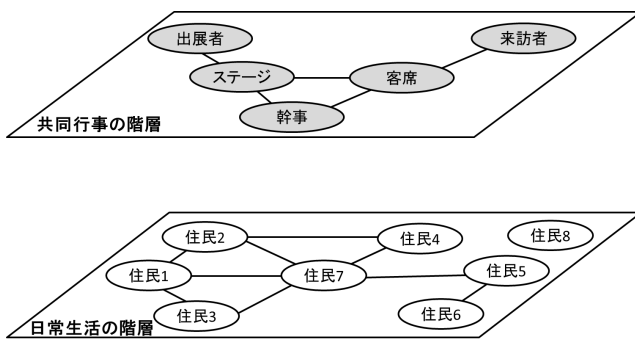 出展者
来訪者
ステージ
客席
幹事
共同行事の階層
住民2
住民4
住民8
住民1
住民7
住民5
住民3
住民6
日常生活の階層